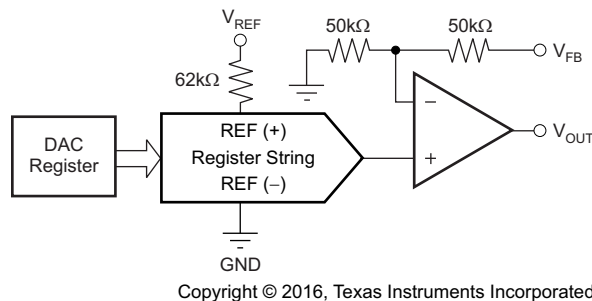 V_REF
50kΩ
50kΩ
62kΩ
V_FB
DAC
Register
REF (+)
Register String
REF (−)
−
+
V_OUT
GND
Copyright © 2016, Texas Instruments Incorporated